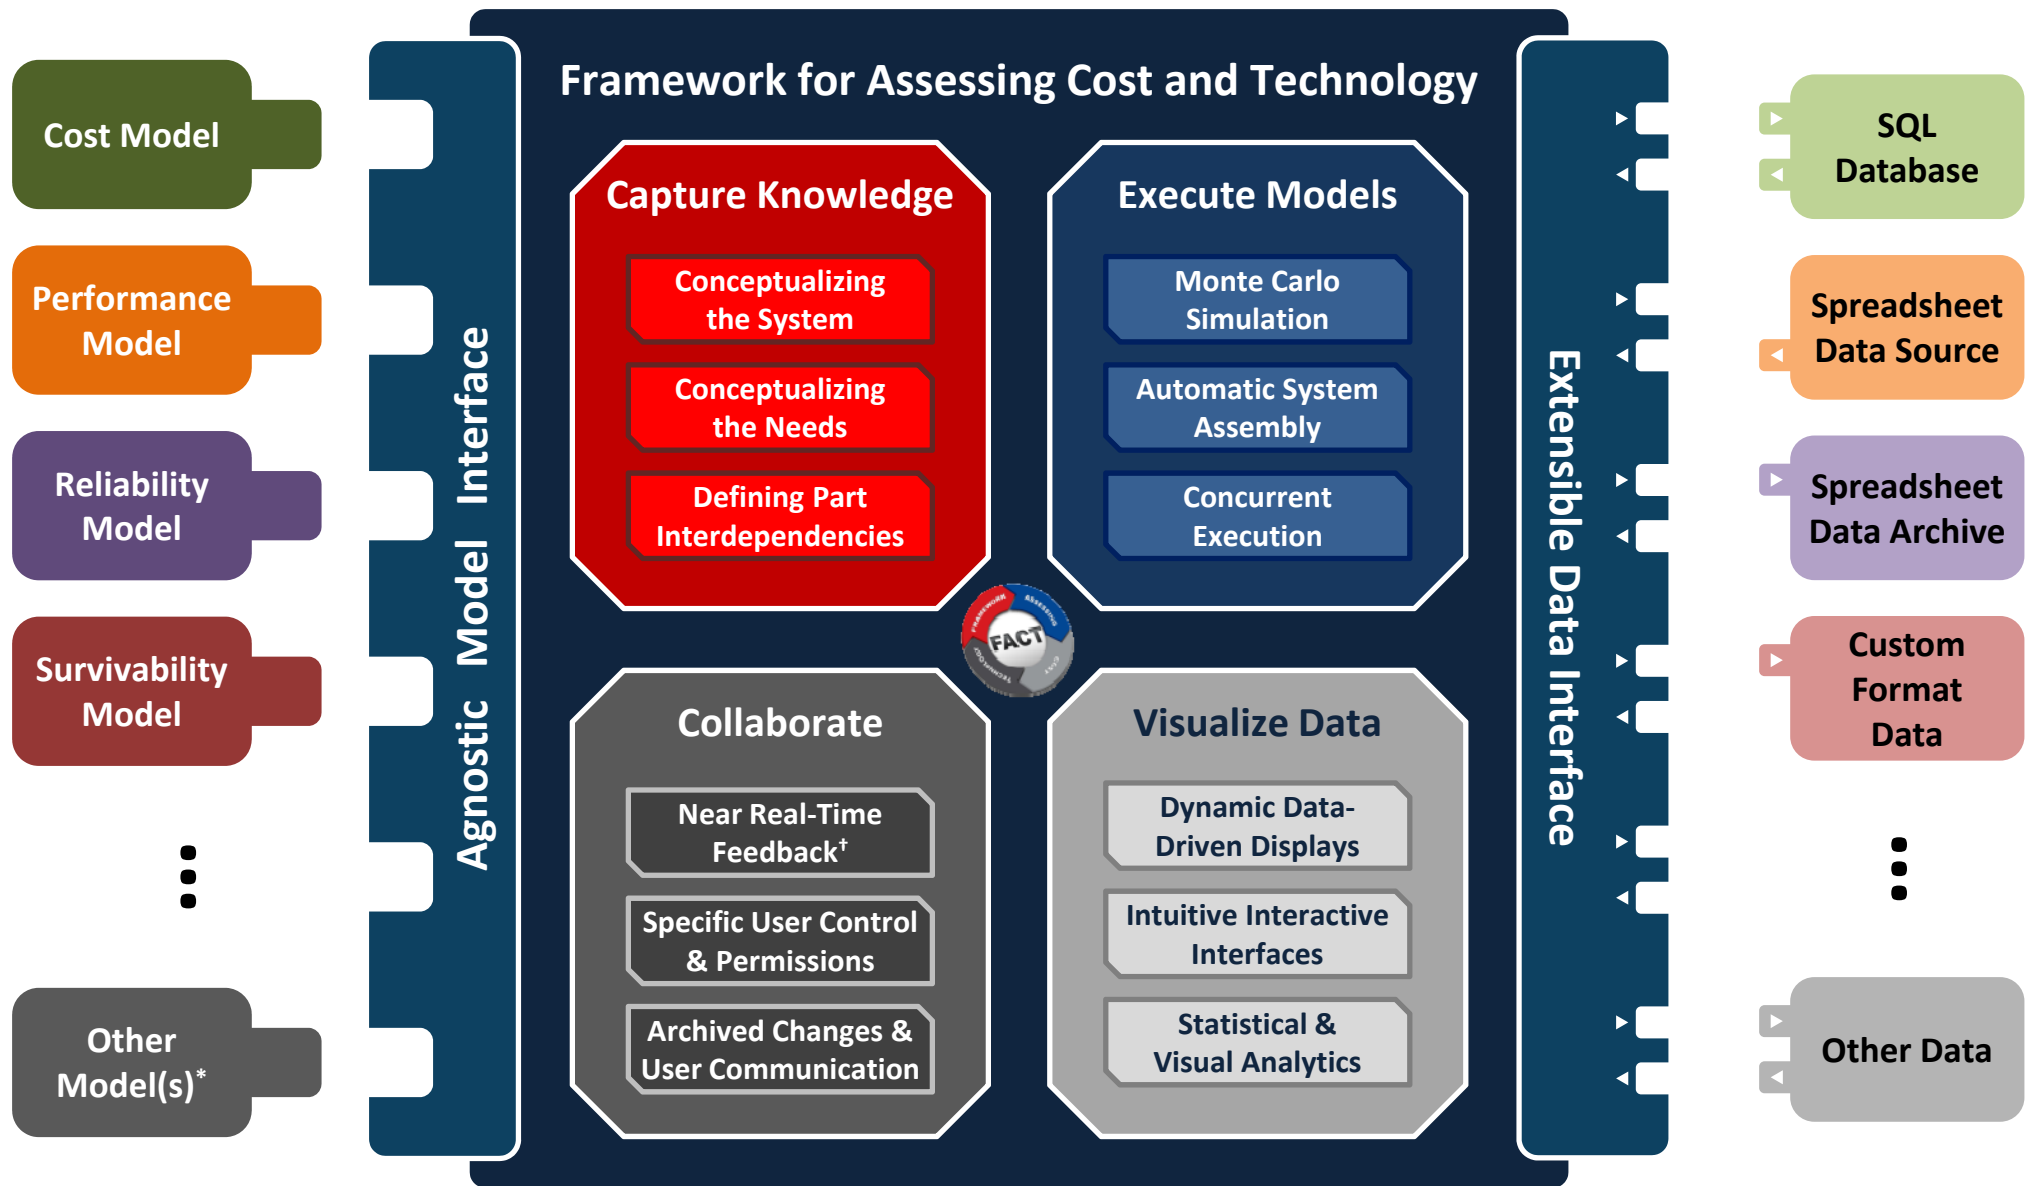 Framework for Assessing Cost and Technology
Cost Model
Performance
Model
Reliability
Model
Survivability
Model
Other
Model(s)*
Agnostic Model Interface
Capture Knowledge
Conceptualizing
the System
Conceptualizing
the Needs
Defining Part
Interdependencies
Execute Models
Monte Carlo
Simulation
Automatic System
Assembly
Concurrent
Execution
FRAMEWORK
ASSESSING
COST
TECHNOLOGY
FACT
Collaborate
Near Real-Time
Feedback†
Specific User Control
& Permissions
Archived Changes &
User Communication
Visualize Data
Dynamic Data-
Driven Displays
Intuitive Interactive
Interfaces
Statistical &
Visual Analytics
Extensible Data Interface
SQL
Database
Spreadsheet
Data Source
Spreadsheet
Data Archive
Custom
Format
Data
Other Data